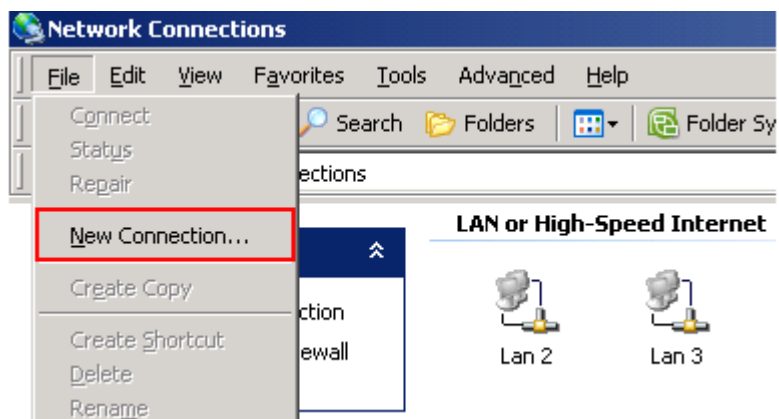 Network Connections
File Edit View Favorites Tools Advanced Help
Connect
Search Folders Folder Sy
Status
Repair
ections
New Connection...
LAN or High-Speed Internet
Create Copy
ction
Create Shortcut
ewall
Lan 2 Lan 3
Delete
Rename